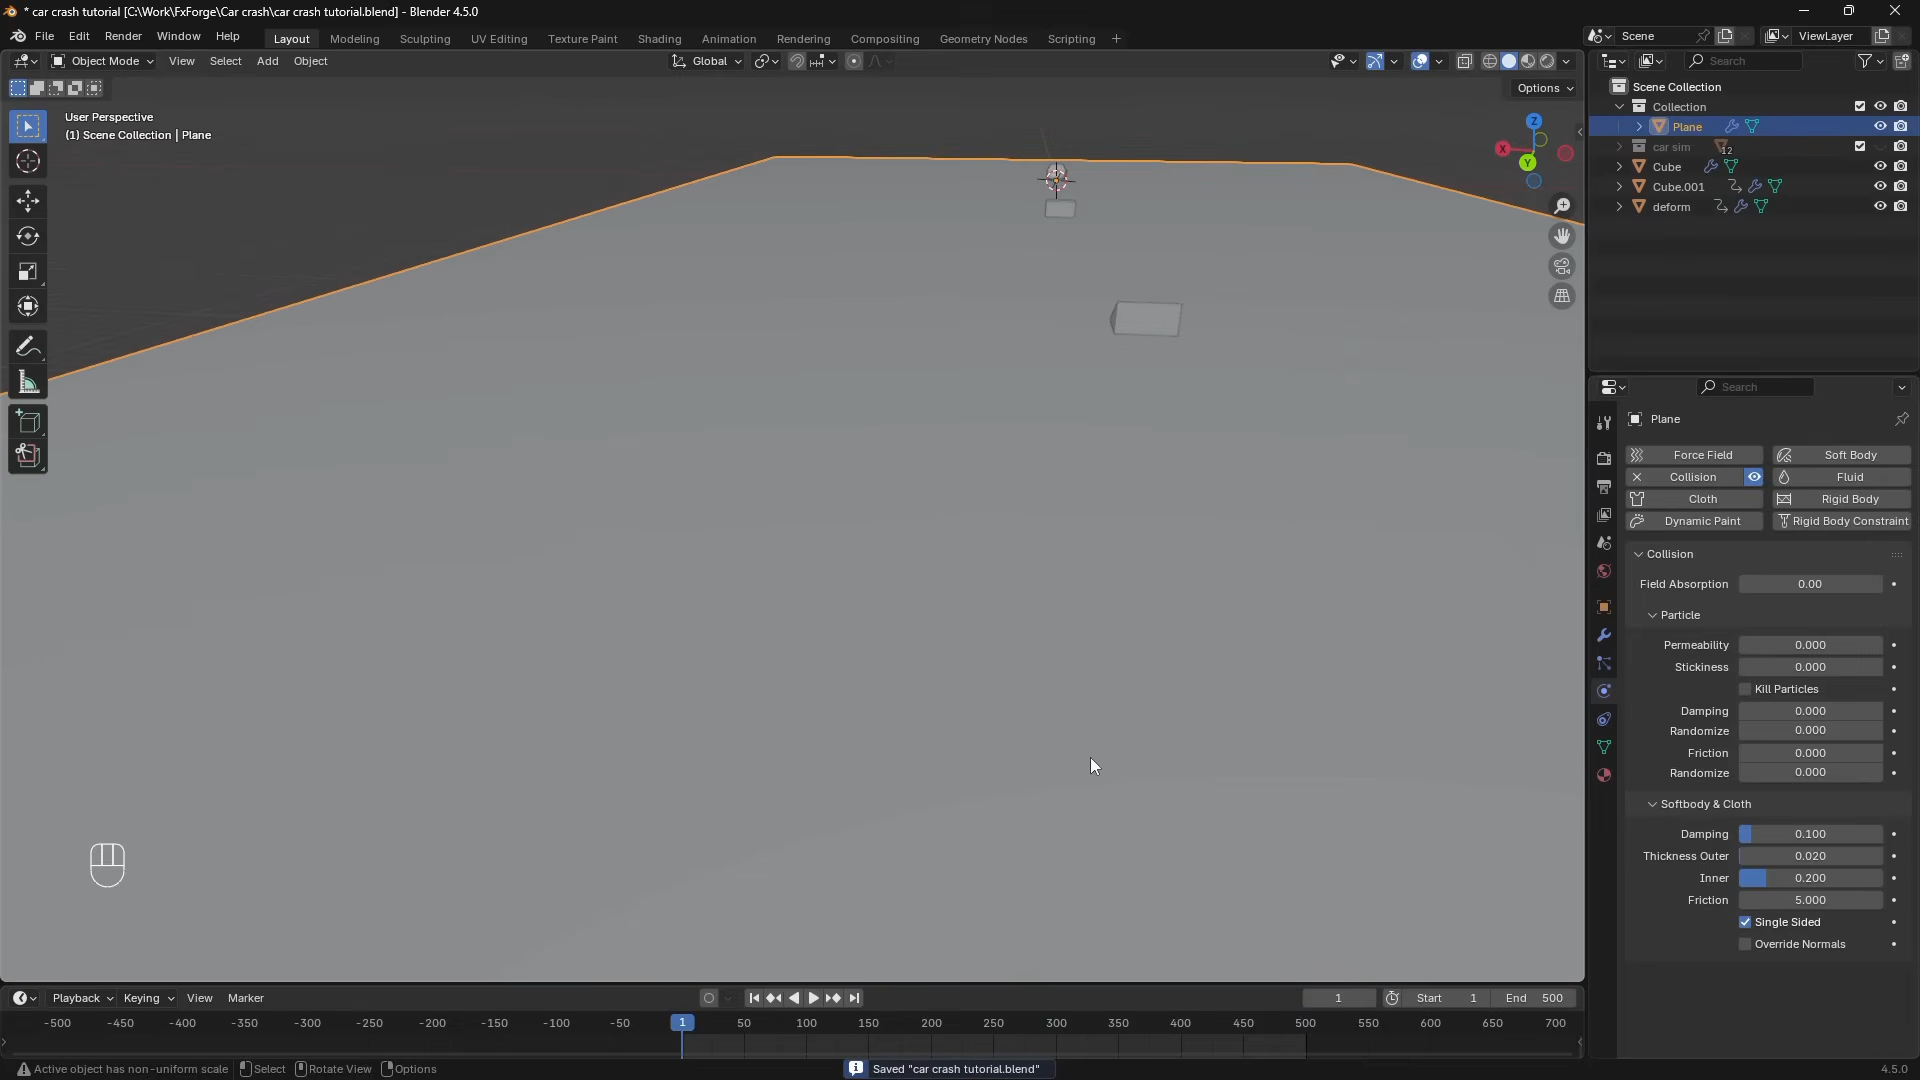 * car crash tutorial [C:\Work\FxForge\Car crash\car crash tutorial.blend] - Blender 4.5.0
File Edit Render Window Help
Layout Modeling Sculpting UV Editing Texture Paint Shading Animation Rendering Compositing Geometry Nodes Scripting +
Scene
ViewLayer
Object Mode View Select Add Object
Global
Search
Options
User Perspective
(1) Scene Collection | Plane
Z
X
Y
Scene Collection
Collection
Plane
car sim 12
Cube
Cube.001
deform
Search
Plane
Force Field Soft Body
Collision Fluid
Cloth Rigid Body
Dynamic Paint Rigid Body Constraint
Collision
Field Absorption 0.00
Particle
Permeability 0.000
Stickiness 0.000
Kill Particles
Damping 0.000
Randomize 0.000
Friction 0.000
Randomize 0.000
Softbody & Cloth
Damping 0.100
Thickness Outer 0.020
Inner 0.200
Friction 5.000
Single Sided
Override Normals
Playback Keying View Marker
1 Start 1 End 500
-500 -450 -400 -350 -300 -250 -200 -150 -100 -50 1 50 100 150 200 250 300 350 400 450 500 550 600 650 700
Active object has non-uniform scale Select Rotate View Options
Saved "car crash tutorial.blend"
4.5.0